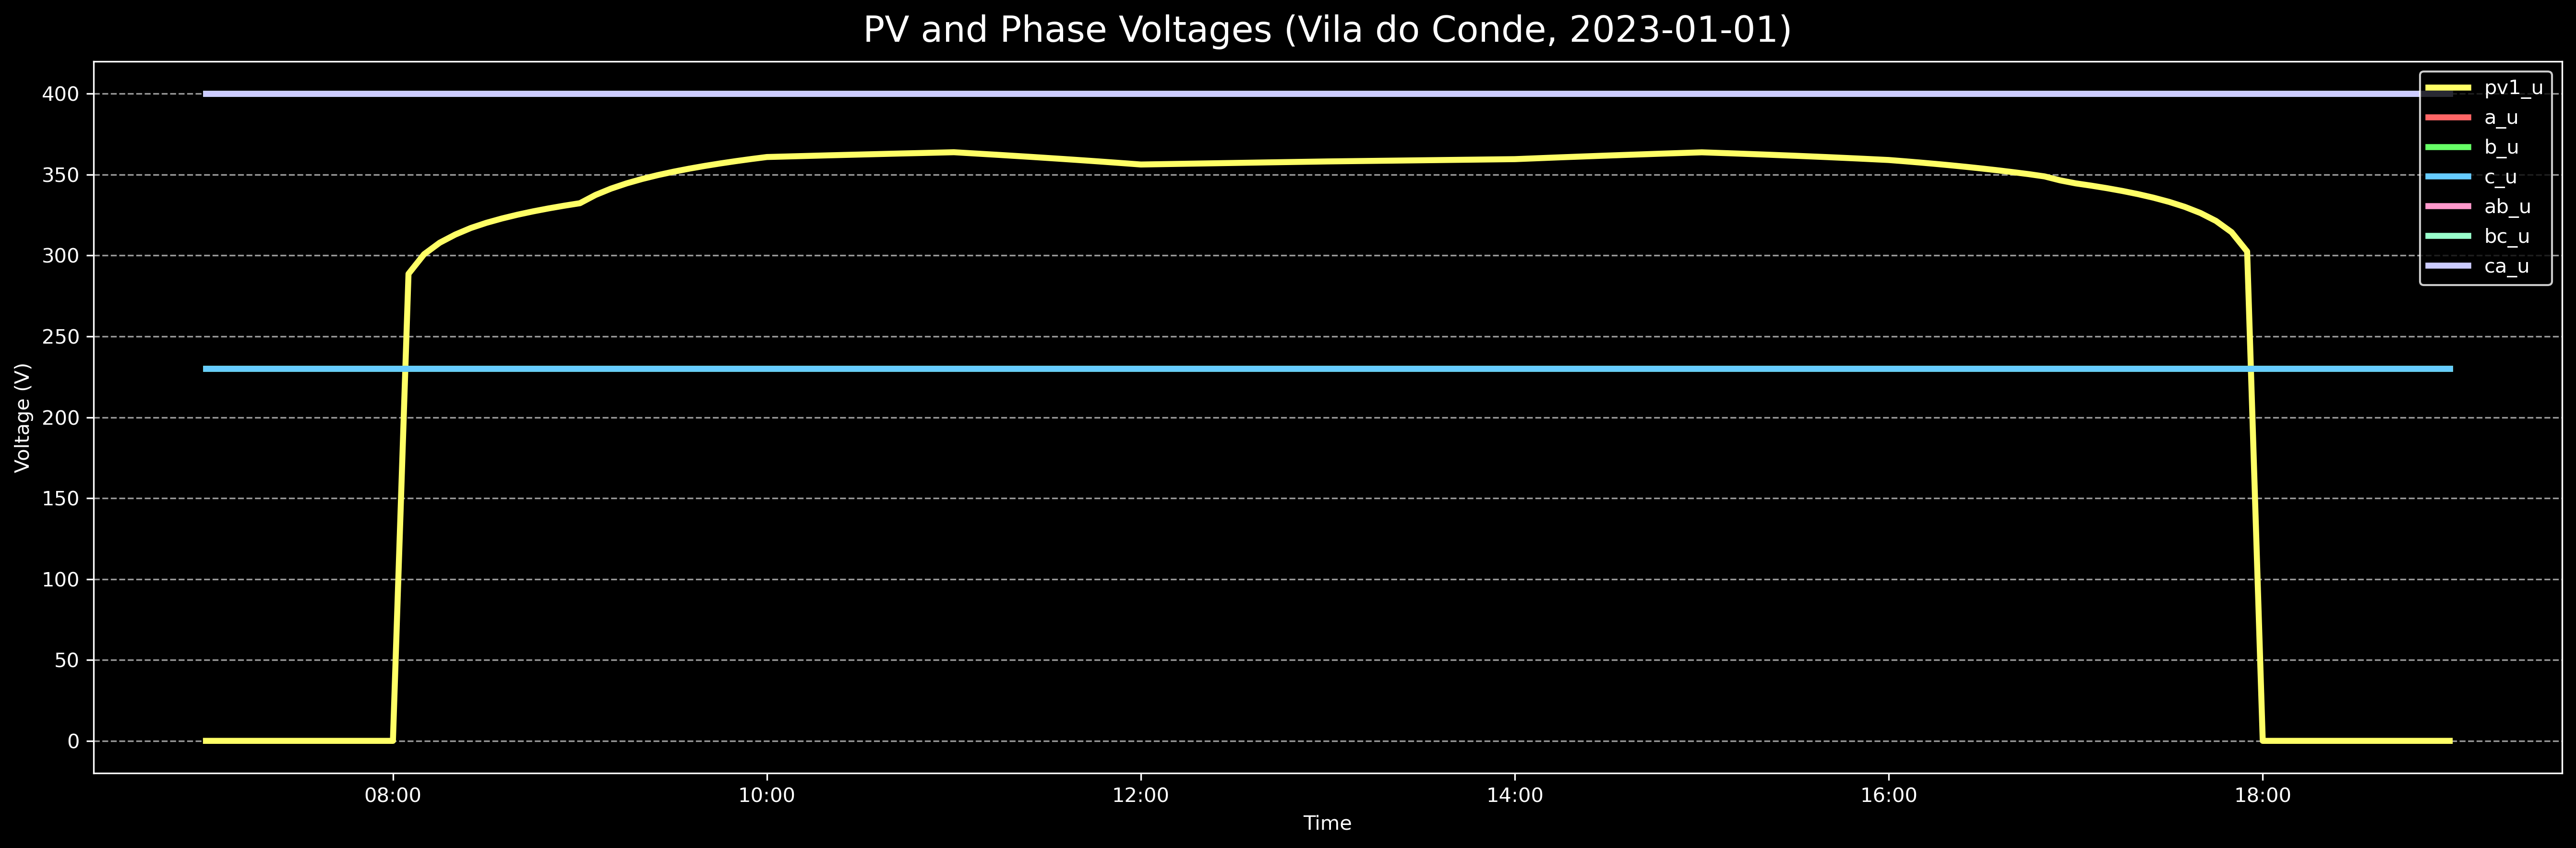 PV and Phase Voltages (Vila do Conde, 2023-01-01)
400
350
300
250
200
150
100
50
0
Voltage (V)
pv1_u
a_u
b_u
c_u
ab_u
bc_u
ca_u
08:00 10:00 12:00 14:00 16:00 18:00
Time